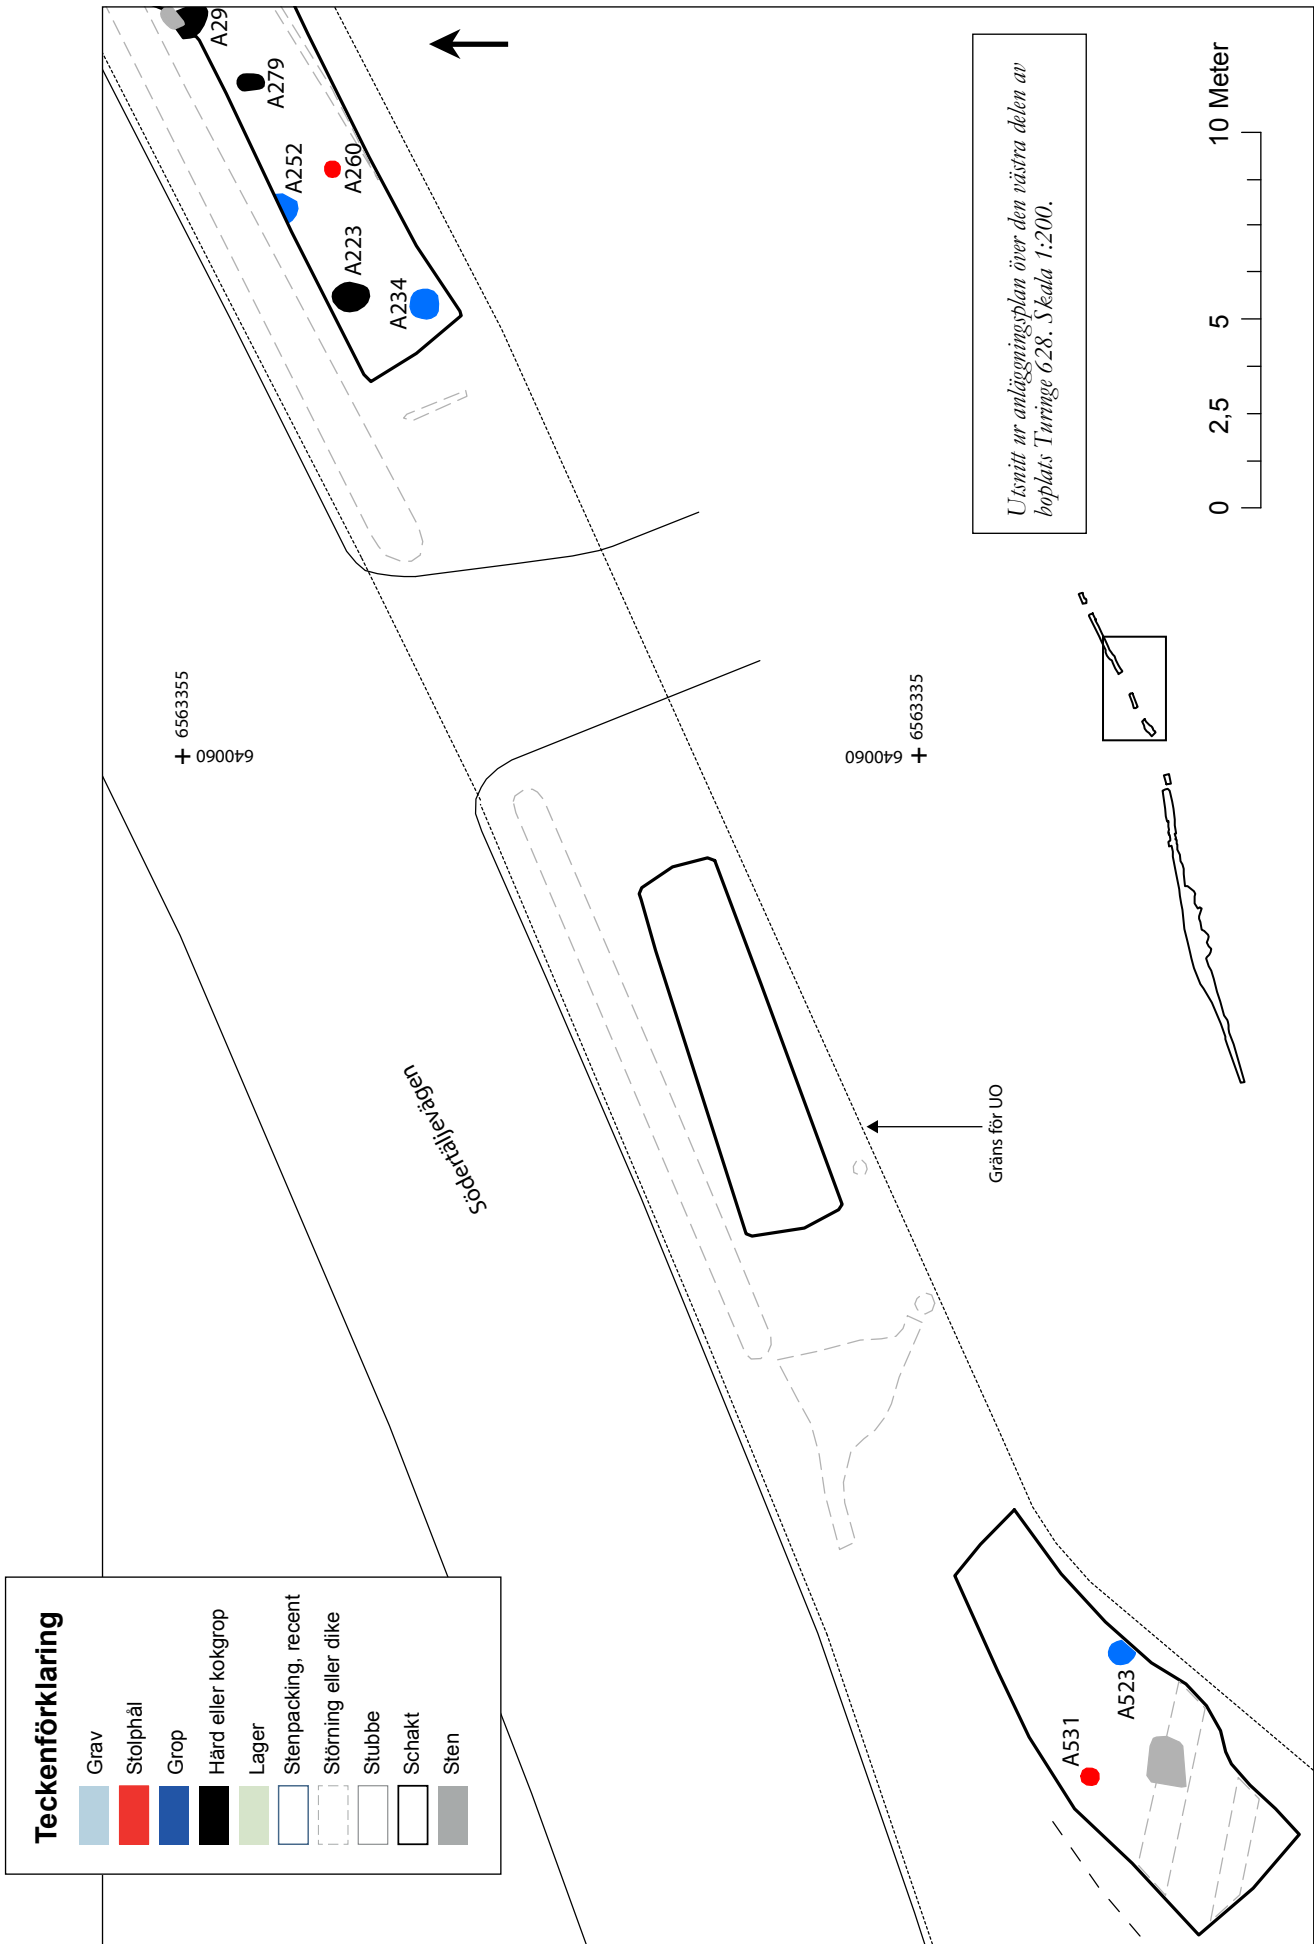 Teckenförklaring
Grav
Stolphål
Grop
Härd eller kokgrop
Lager
Stenpacking, recent
Störning eller dike
Stubbe
Schakt
Sten
Södertäljevägen
6563355
640060
640060
6563335
A29
A279
A252
A260
A223
A234
A531
A523
Gräns för UO
Utsnitt ur anläggningsplan över den västra delen av
boplats Turinge 628. Skala 1:200.
0 2,5 5 10 Meter